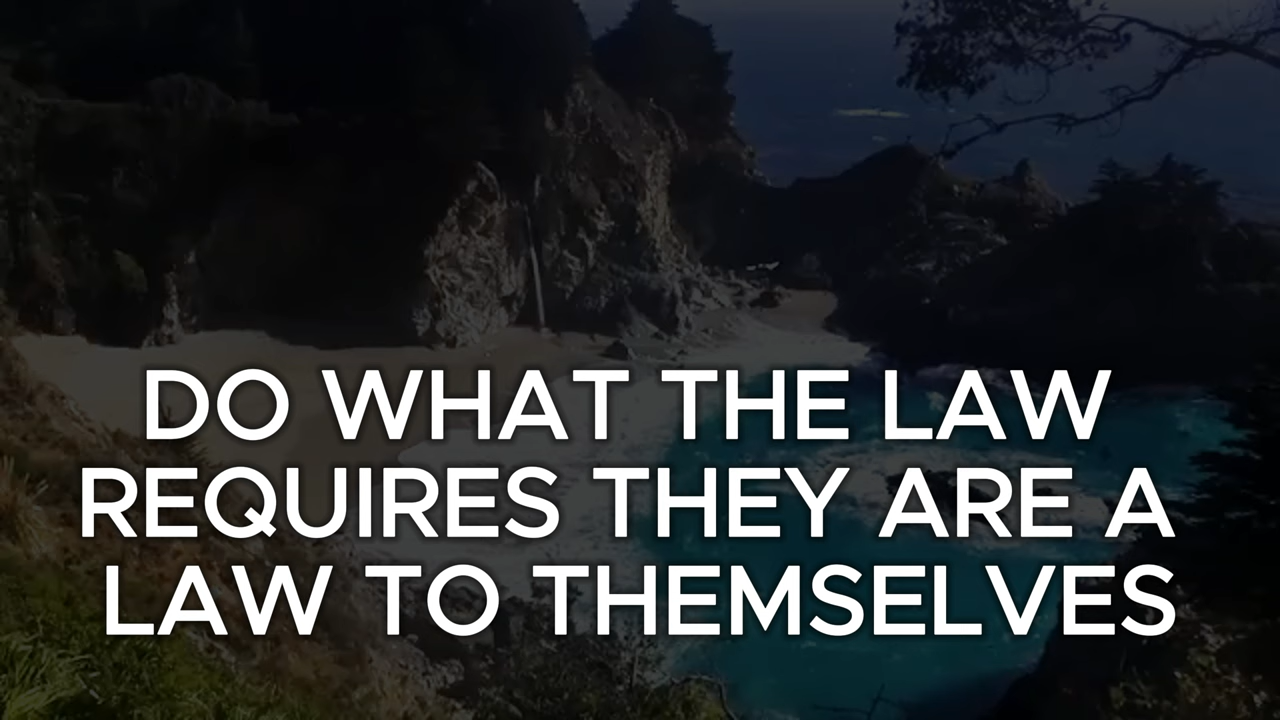 DO WHAT THE LAW
REQUIRES THEY ARE A
LAW TO THEMSELVES